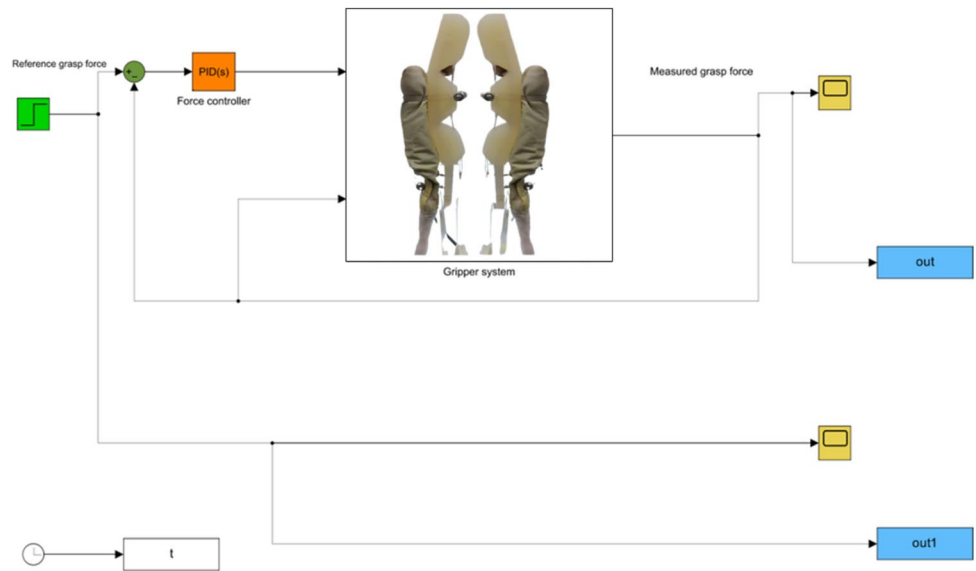 Reference grasp force
PID(s)
Force controller
Measured grasp force
Gripper system
out
out1
t